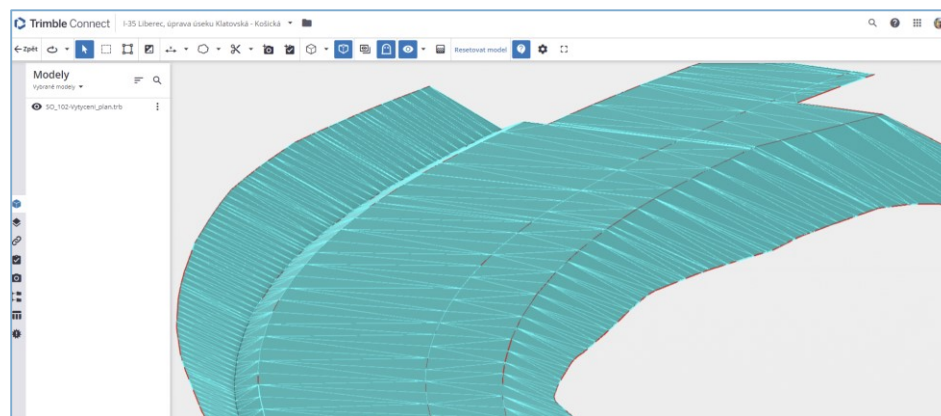 Trimble Connect I-35 Liberec, úprava úseku Klatovská - Košická
Zpět
Resetovat model
Modely
Vybrané modely
SO_102-Vytyceni_plan.trb